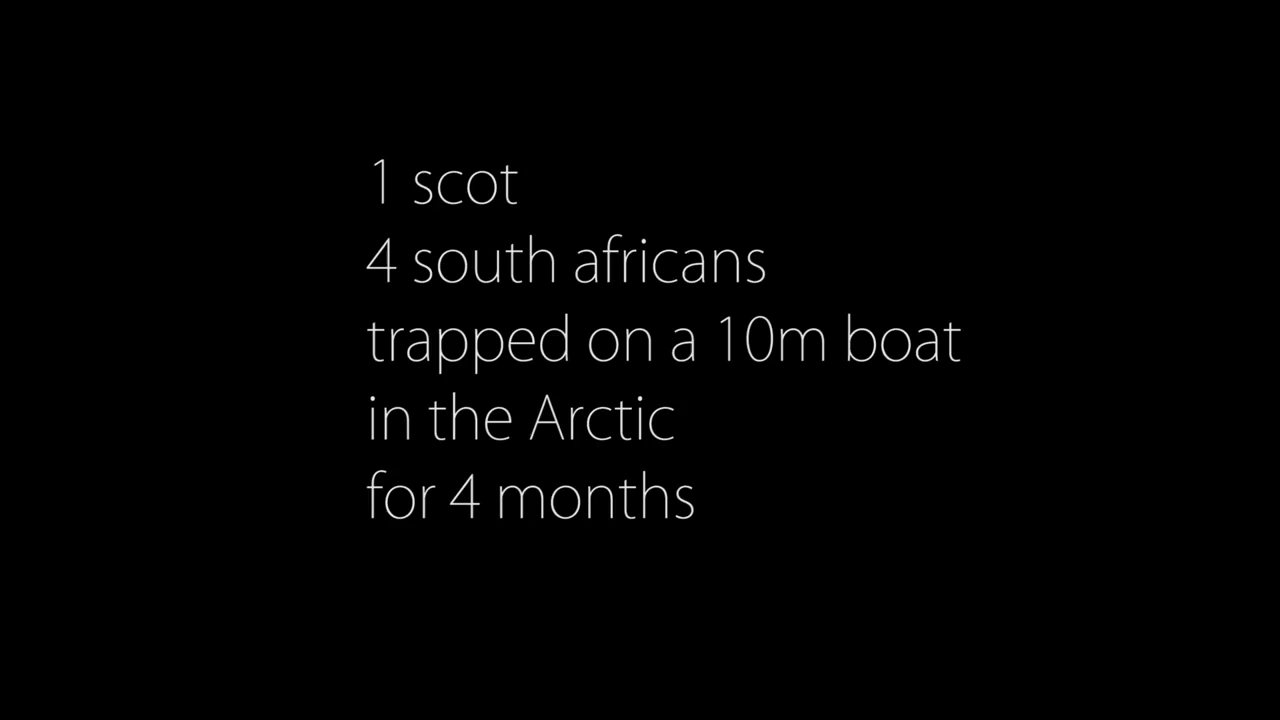 1 scot
4 south africans
trapped on a 10m boat
in the Arctic
for 4 months